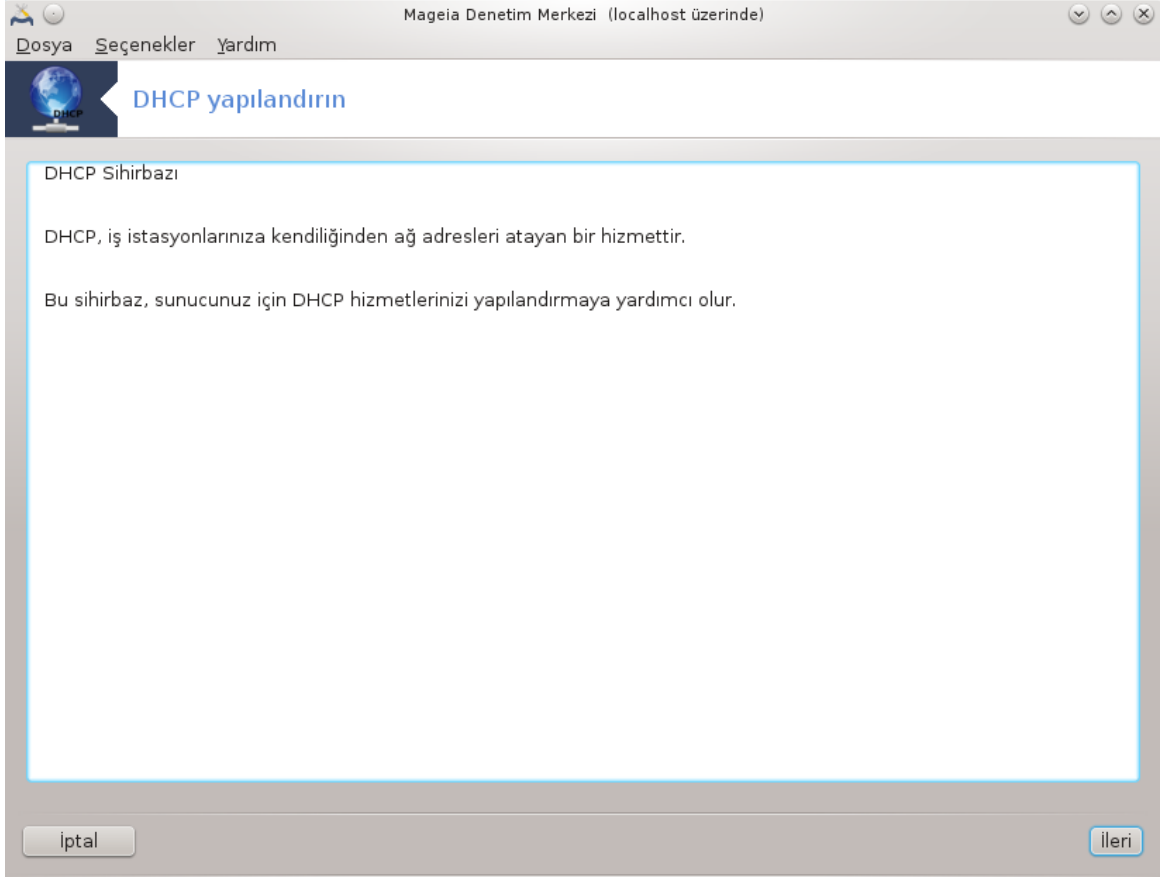 Mageia Denetim Merkezi (localhost üzerinde)
Dosya Seçenekler Yardım
DHCP
DHCP yapılandırın
DHCP Sihirbazı
DHCP, iş istasyonlarınıza kendiliğinden ağ adresleri atayan bir hizmettir.
Bu sihirbaz, sunucunuz için DHCP hizmetlerinizi yapılandırmaya yardımcı olur.
İptal
İleri